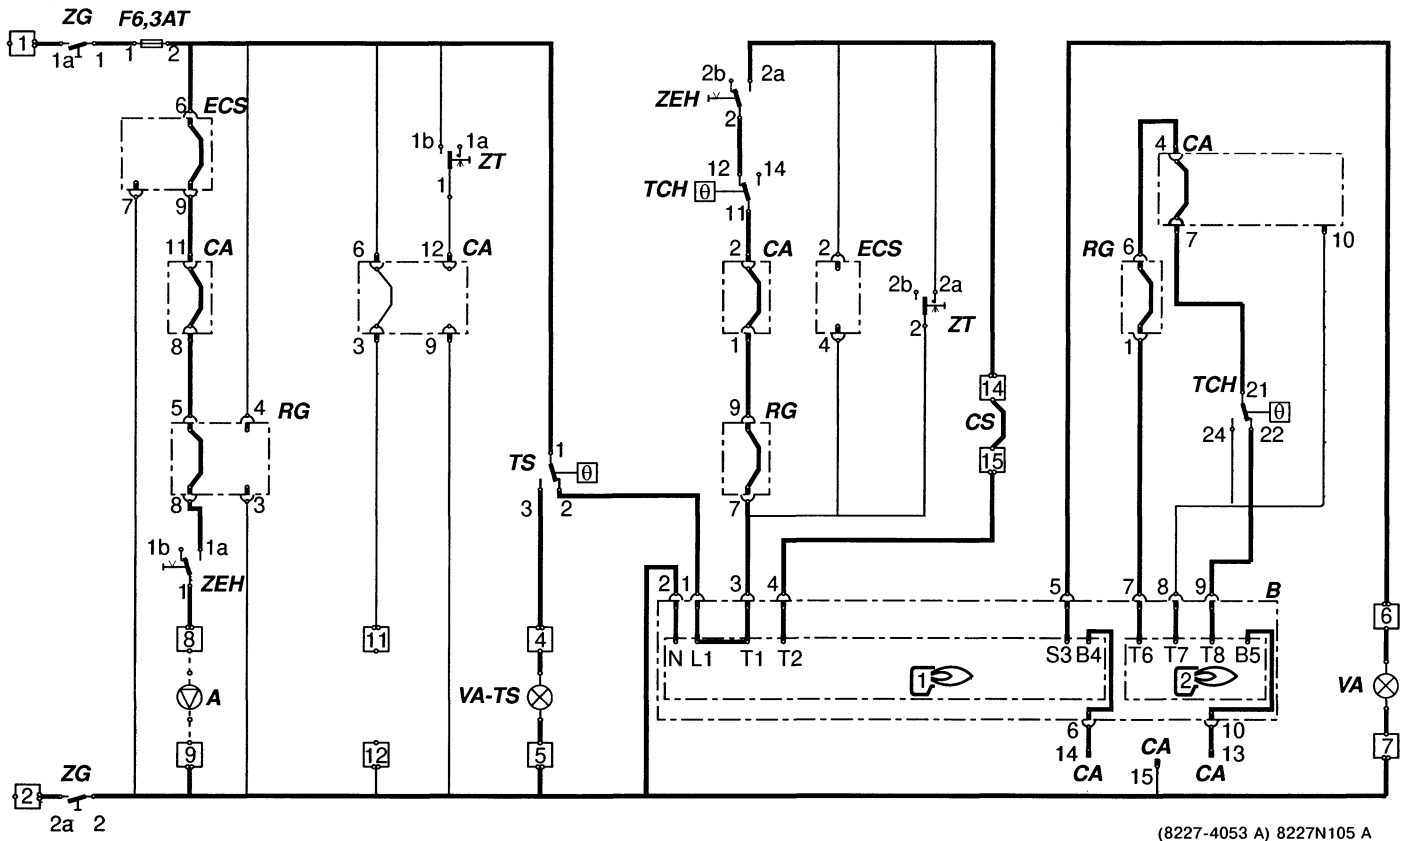 ZG F6,3AT
1 1a 1 1 2
6 ECS
7 9
11 CA
8
5 4 RG
8 3
1b 1a
ZEH
1
8
A
9
ZG
2 2a 2
1b 1a
ZT
1
6 12 CA
3 9
11
12
1
TS θ
3 2
4
VA-TS
5
2b 2a
ZEH
2
12 14
TCH θ
11
2 CA
1
9 RG
7
2 ECS
4
2b 2a
2 ZT
14
CS
15
2 1 3 4 5 7 8 9 B
N L1 T1 T2 S3 B4 T6 T7 T8 B5
1 2
6 10
14 13
CA CA
CA
15
4 CA
7 10
RG 6
1
TCH 21
θ
24 22
6
VA
7
(8227-4053 A) 8227N105 A